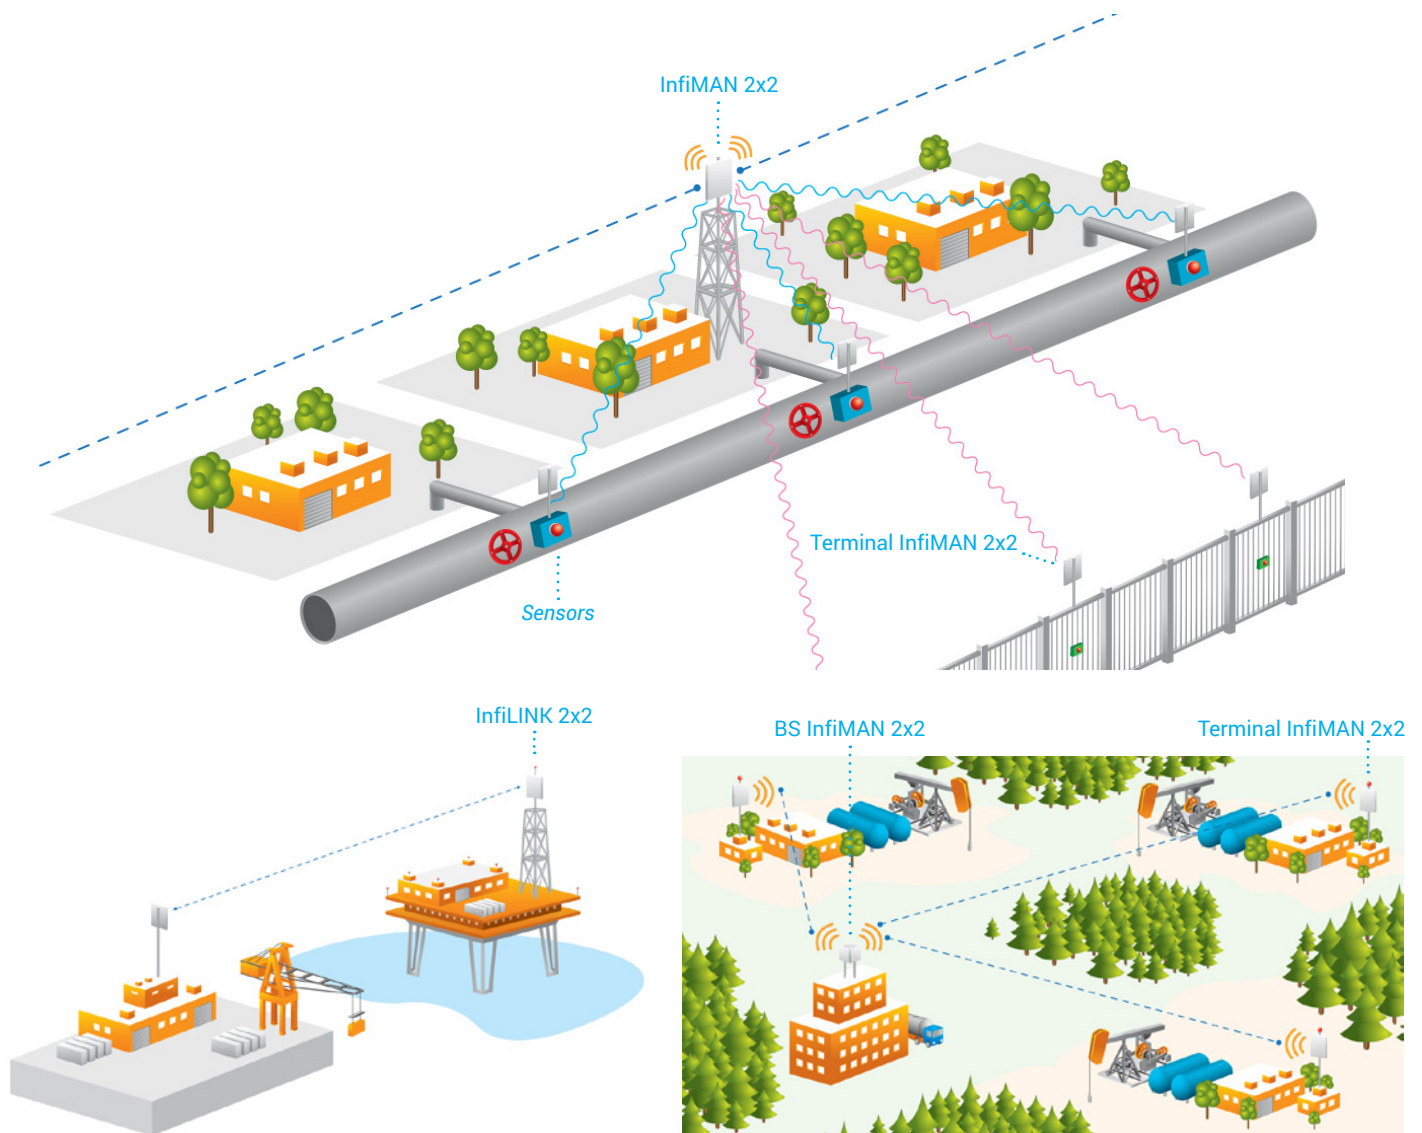 InfiMAN 2x2
Terminal InfiMAN 2x2
Sensors
InfiLINK 2x2
BS InfiMAN 2x2
Terminal InfiMAN 2x2